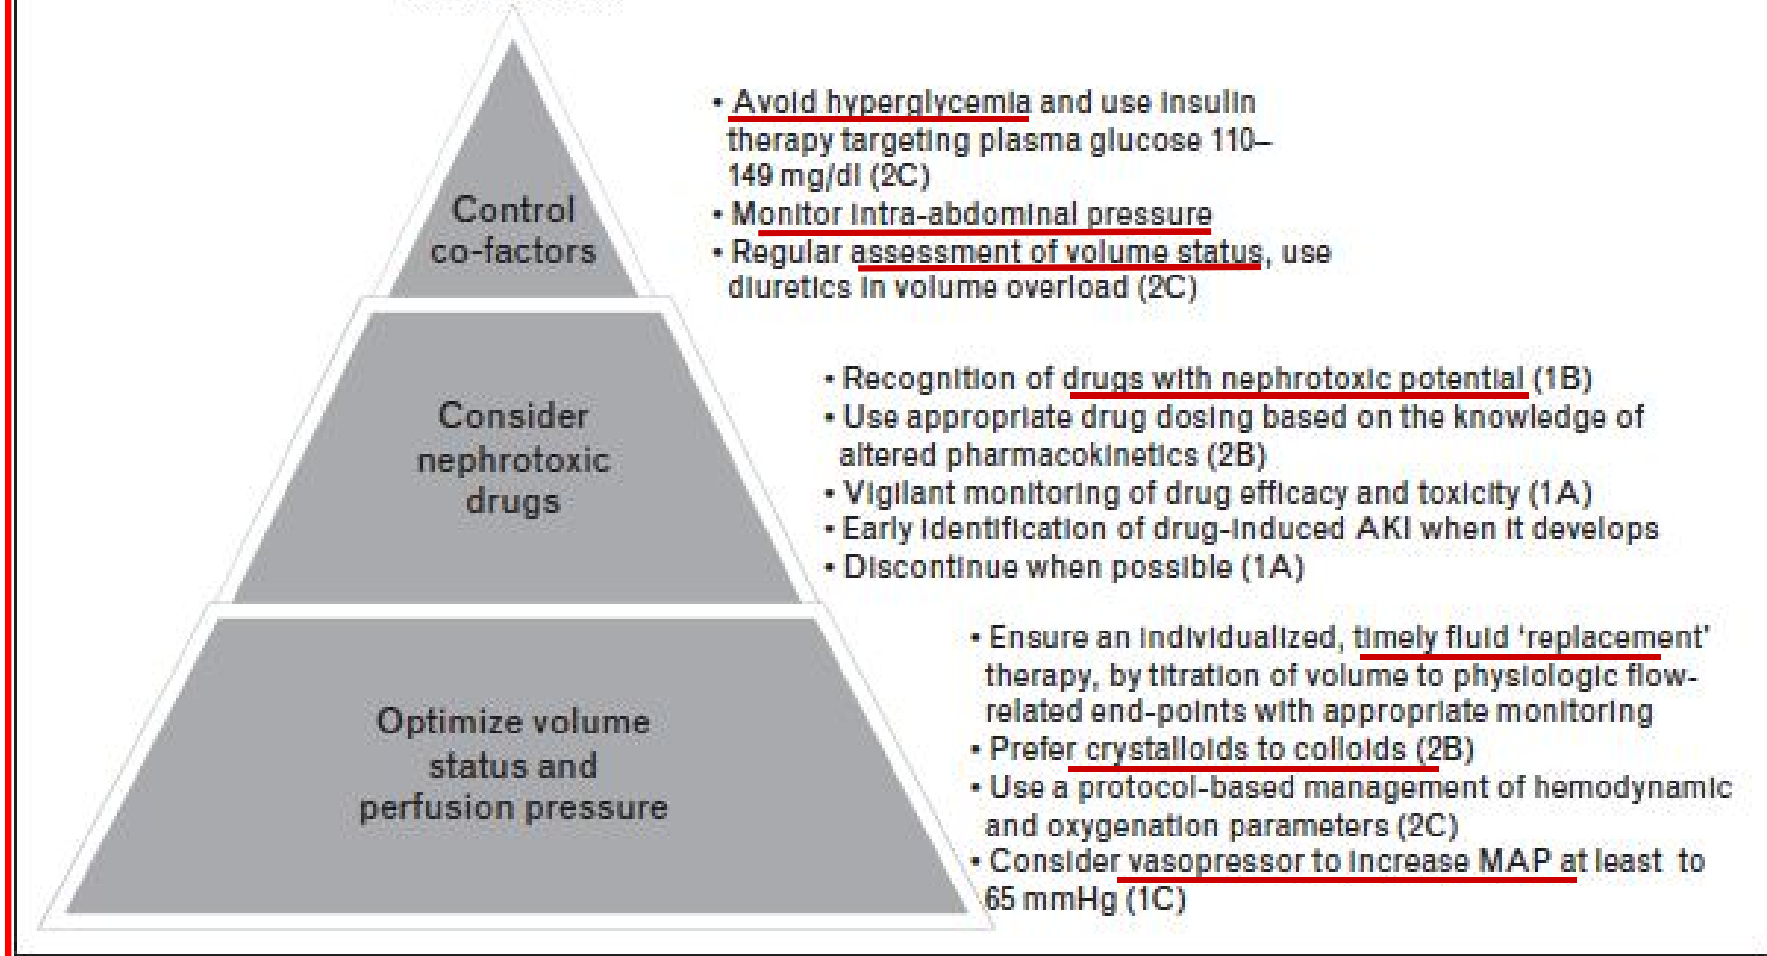 • Avoid hyperglycemia and use insulin
therapy targeting plasma glucose 110–
149 mg/dl (2C)
• Monitor intra-abdominal pressure
• Regular assessment of volume status, use
diuretics in volume overload (2C)
Control
co-factors
• Recognition of drugs with nephrotoxic potential (1B)
• Use appropriate drug dosing based on the knowledge of
altered pharmacokinetics (2B)
• Vigilant monitoring of drug efficacy and toxicity (1A)
• Early identification of drug-induced AKI when it develops
• Discontinue when possible (1A)
Consider
nephrotoxic
drugs
• Ensure an individualized, timely fluid ‘replacement’
therapy, by titration of volume to physiologic flow-
related end-points with appropriate monitoring
• Prefer crystalloids to colloids (2B)
• Use a protocol-based management of hemodynamic
and oxygenation parameters (2C)
• Consider vasopressor to increase MAP at least to
65 mmHg (1C)
Optimize volume
status and
perfusion pressure